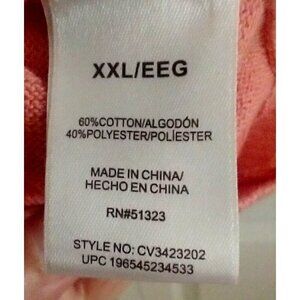 XXL/EEG
60%COTTON/ALGODÓN
40%POLYESTER/POLÍESTER
MADE IN CHINA/
HECHO EN CHINA
RN#51323
STYLE NO: CV3423202
UPC 196545234533